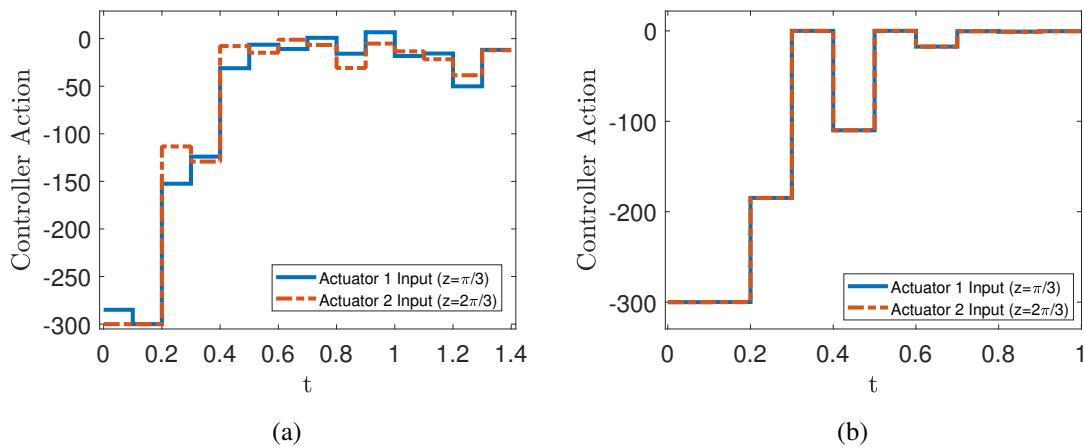 0
-50
-100
-150
-200
-250
-300
Controller Action
Actuator 1 Input (z=π/3)
Actuator 2 Input (z=2π/3)
0 0.2 0.4 0.6 0.8 1 1.2 1.4
t
(a)
0
-100
-200
-300
Controller Action
Actuator 1 Input (z=π/3)
Actuator 2 Input (z=2π/3)
0 0.2 0.4 0.6 0.8 1
t
(b)